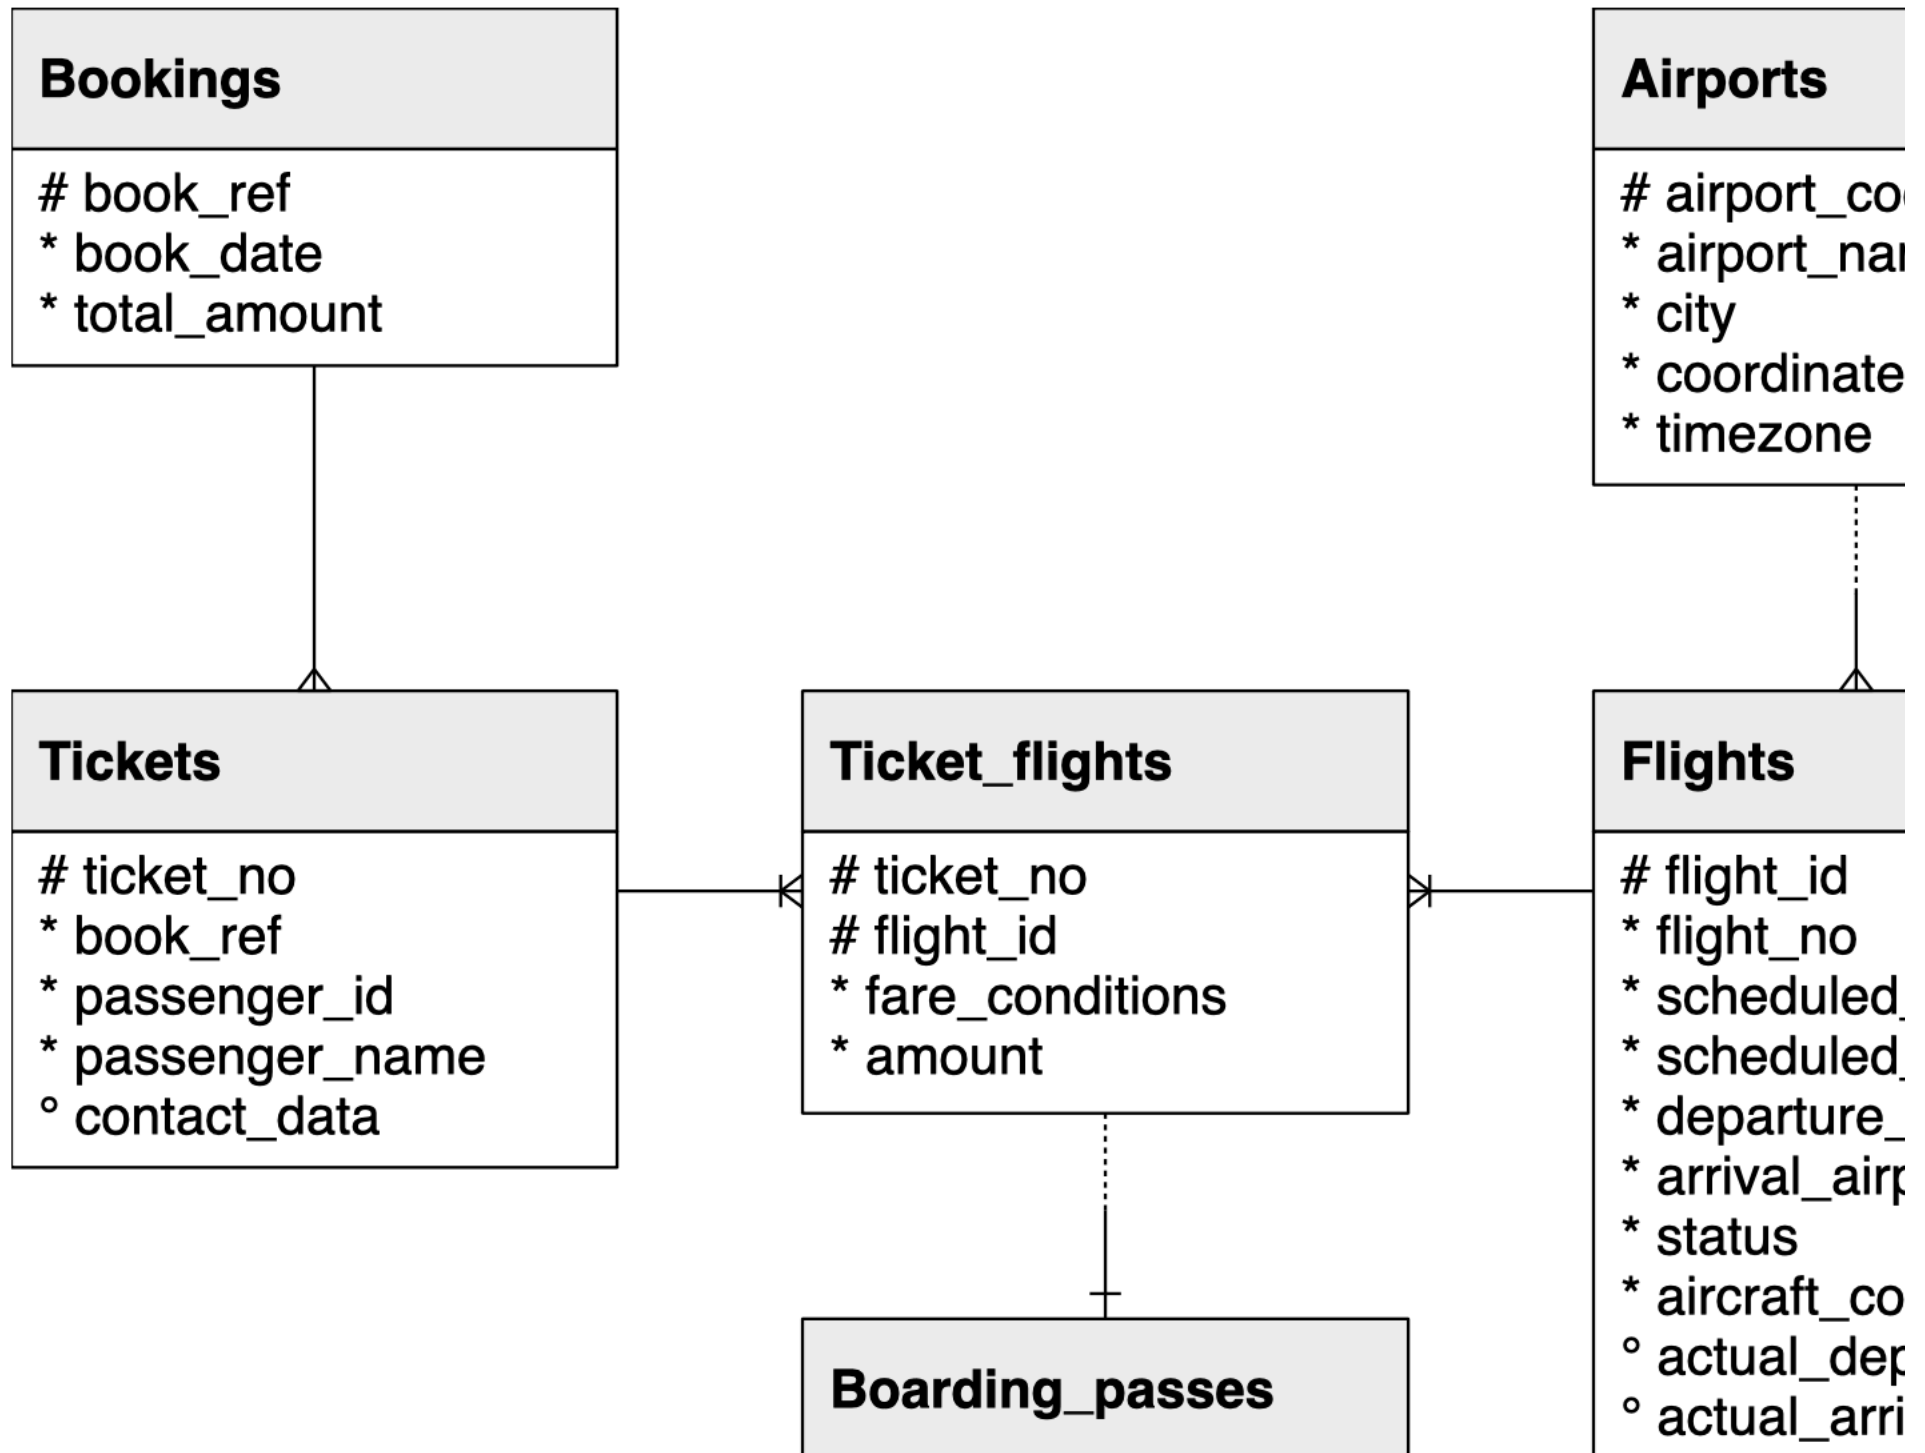 Bookings
# book_ref
* book_date
* total_amount
Airports
# airport_co
* airport_na
* city
* coordinate
* timezone
Tickets
# ticket_no
* book_ref
* passenger_id
* passenger_name
° contact_data
Ticket_flights
# ticket_no
# flight_id
* fare_conditions
* amount
Flights
# flight_id
* flight_no
* scheduled_
* scheduled_
* departure_
* arrival_airp
* status
* aircraft_co
° actual_dep
° actual_arri
Boarding_passes